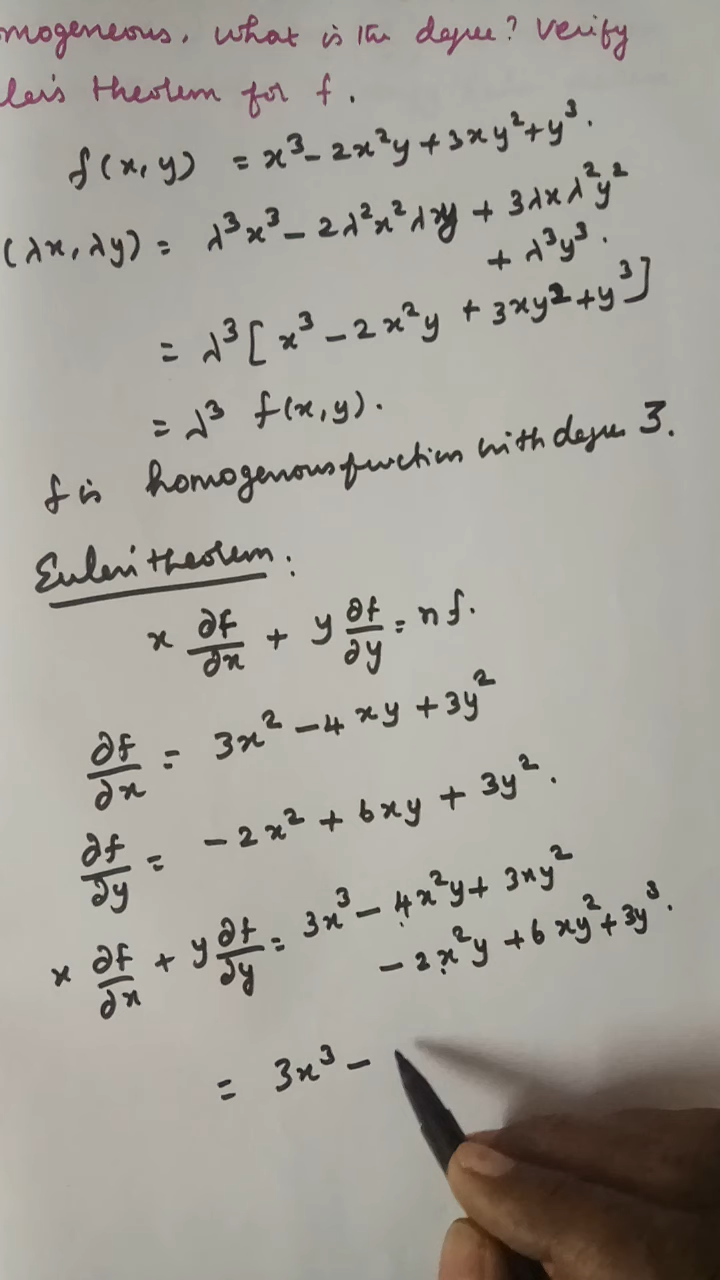 mogeneous. What is the degree? Verify
ler's theorem for f.
f(x,y) = x³ - 2x²y + 3xy² + y³.
(λx, λy) = λ³x³ - 2λ²x²λy + 3λxλ²y²
+ λ³y³.
= λ³[x³ - 2x²y + 3xy² + y³]
= λ³ f(x,y).
f is homogenous function with degree 3.
Euler's theorem:
x ∂f/∂x + y ∂f/∂y = nf.
∂f/∂x = 3x² - 4xy + 3y²
∂f/∂y = -2x² + 6xy + 3y².
x ∂f/∂x + y ∂f/∂y = 3x³ - 4x²y + 3xy²
- 2x²y + 6xy² + 3y³.
= 3x³ -